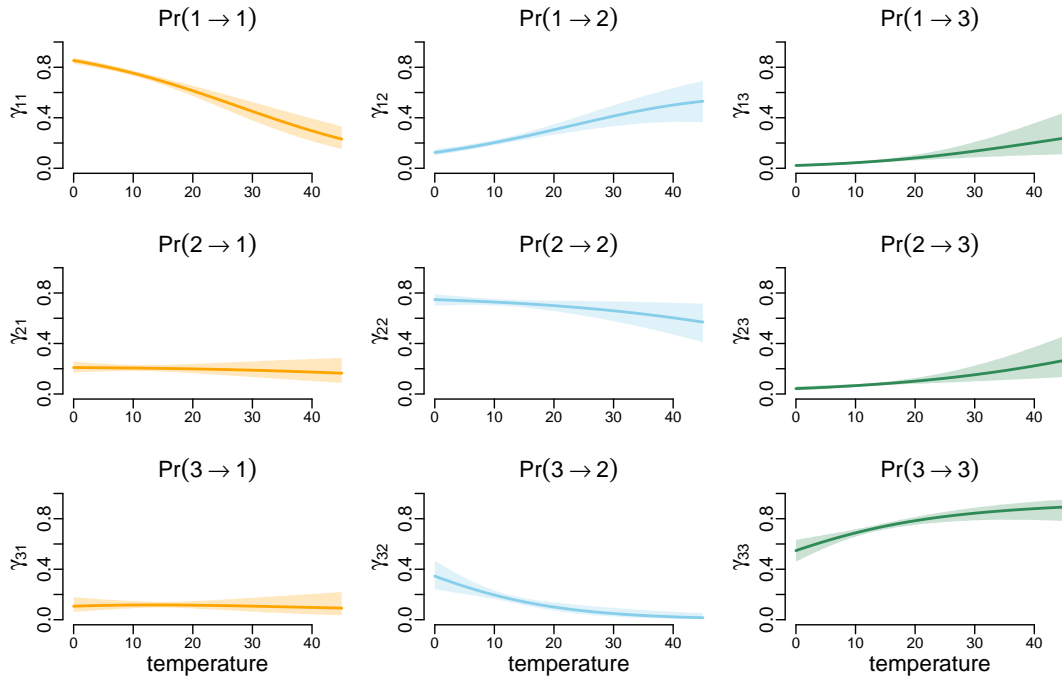 Pr(1 → 1)
γ11
0.0 0.4 0.8
0 10 20 30 40
Pr(1 → 2)
γ12
0.0 0.4 0.8
0 10 20 30 40
Pr(1 → 3)
γ13
0.0 0.4 0.8
0 10 20 30 40
Pr(2 → 1)
γ21
0.0 0.4 0.8
0 10 20 30 40
Pr(2 → 2)
γ22
0.0 0.4 0.8
0 10 20 30 40
Pr(2 → 3)
γ23
0.0 0.4 0.8
0 10 20 30 40
Pr(3 → 1)
γ31
0.0 0.4 0.8
0 10 20 30 40
temperature
Pr(3 → 2)
γ32
0.0 0.4 0.8
0 10 20 30 40
temperature
Pr(3 → 3)
γ33
0.0 0.4 0.8
0 10 20 30 40
temperature